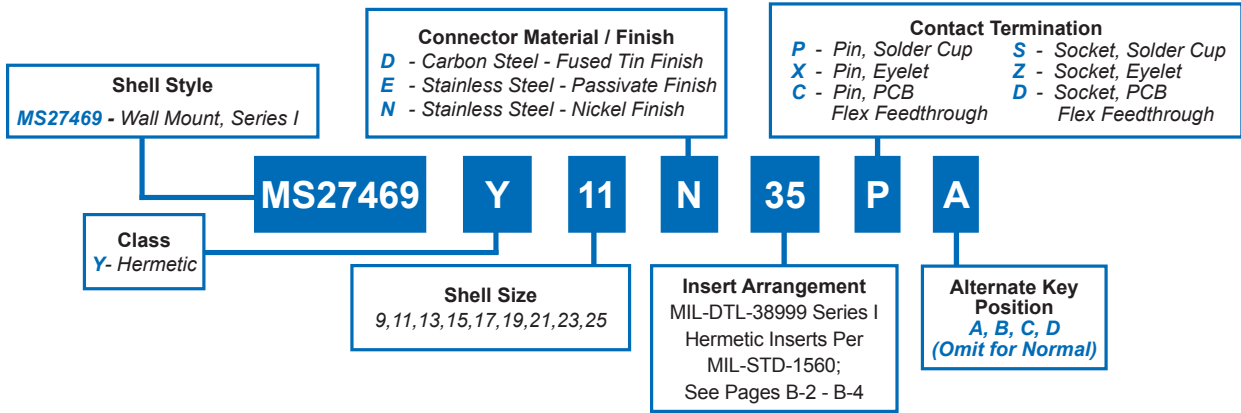 Shell Style
MS27469 - Wall Mount, Series I
Connector Material / Finish
D - Carbon Steel - Fused Tin Finish
E - Stainless Steel - Passivate Finish
N - Stainless Steel - Nickel Finish
Contact Termination
P - Pin, Solder Cup
X - Pin, Eyelet
C - Pin, PCB
Flex Feedthrough
S - Socket, Solder Cup
Z - Socket, Eyelet
D - Socket, PCB
Flex Feedthrough
MS27469 Y 11 N 35 P A
Class
Y- Hermetic
Shell Size
9,11,13,15,17,19,21,23,25
Insert Arrangement
MIL-DTL-38999 Series I
Hermetic Inserts Per
MIL-STD-1560;
See Pages B-2 - B-4
Alternate Key
Position
A, B, C, D
(Omit for Normal)